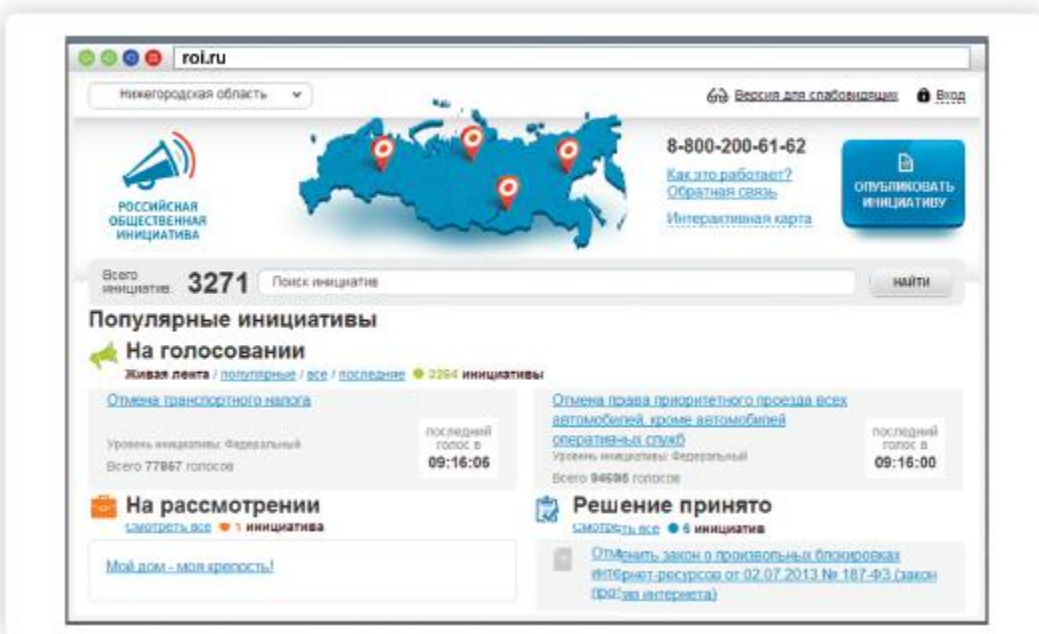 roi.ru
Нижегородская область
Версия для слабовидящих
Вход
РОССИЙСКАЯ
ОБЩЕСТВЕННАЯ
ИНИЦИАТИВА
8-800-200-61-62
Как это работает?
Обратная связь
Интерактивная карта
ОПУБЛИКОВАТЬ
ИНИЦИАТИВУ
Всего
инициатив
3271
Поиск инициатив
НАЙТИ
Популярные инициативы
На голосовании
Живая лента / популярные / все / последние 3264 инициативы
Отмена транспортного налога
Уровень инициативы: Федеральный
Всего 77867 голосов
последний
голос в
09:16:06
Отмена права приоритетного проезда всех
автомобилей, кроме автомобилей
оперативных служб
Уровень инициативы: Федеральный
Всего голосов
последний
голос в
09:16:00
На рассмотрении
смотреть все 1 инициатива
Мой дом - моя крепость!
Решение принято
смотреть все 6 инициатив
Отменить закон о произвольных блокировках
интернет-ресурсов от 02.07.2013 № 187-ФЗ (закон
против интернета)